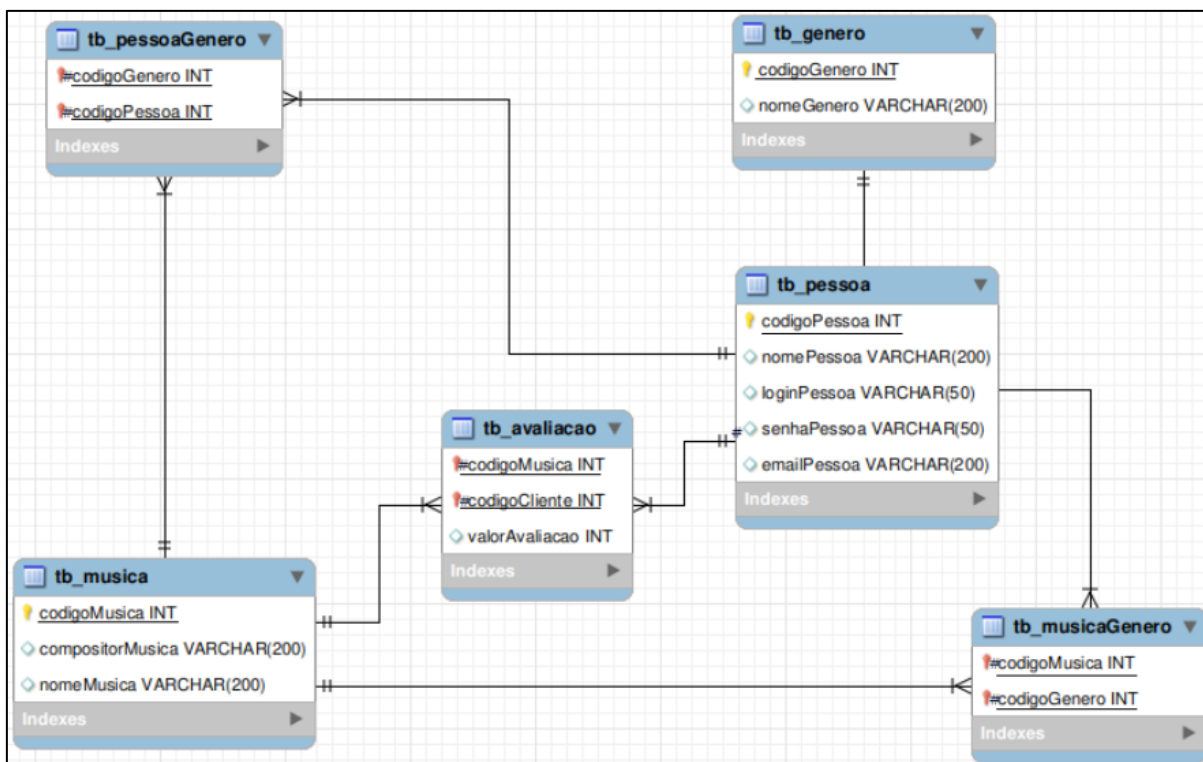 tb_pessoaGenero
#codigoGenero INT
#codigoPessoa INT
Indexes
tb_genero
codigoGenero INT
nomeGenero VARCHAR(200)
Indexes
tb_pessoa
codigoPessoa INT
nomePessoa VARCHAR(200)
loginPessoa VARCHAR(50)
#senhaPessoa VARCHAR(50)
emailPessoa VARCHAR(200)
Indexes
tb_avaliacao
#codigoMusica INT
#codigoCliente INT
valorAvaliacao INT
Indexes
tb_musica
codigoMusica INT
compositorMusica VARCHAR(200)
nomeMusica VARCHAR(200)
Indexes
tb_musicaGenero
#codigoMusica INT
#codigoGenero INT
Indexes